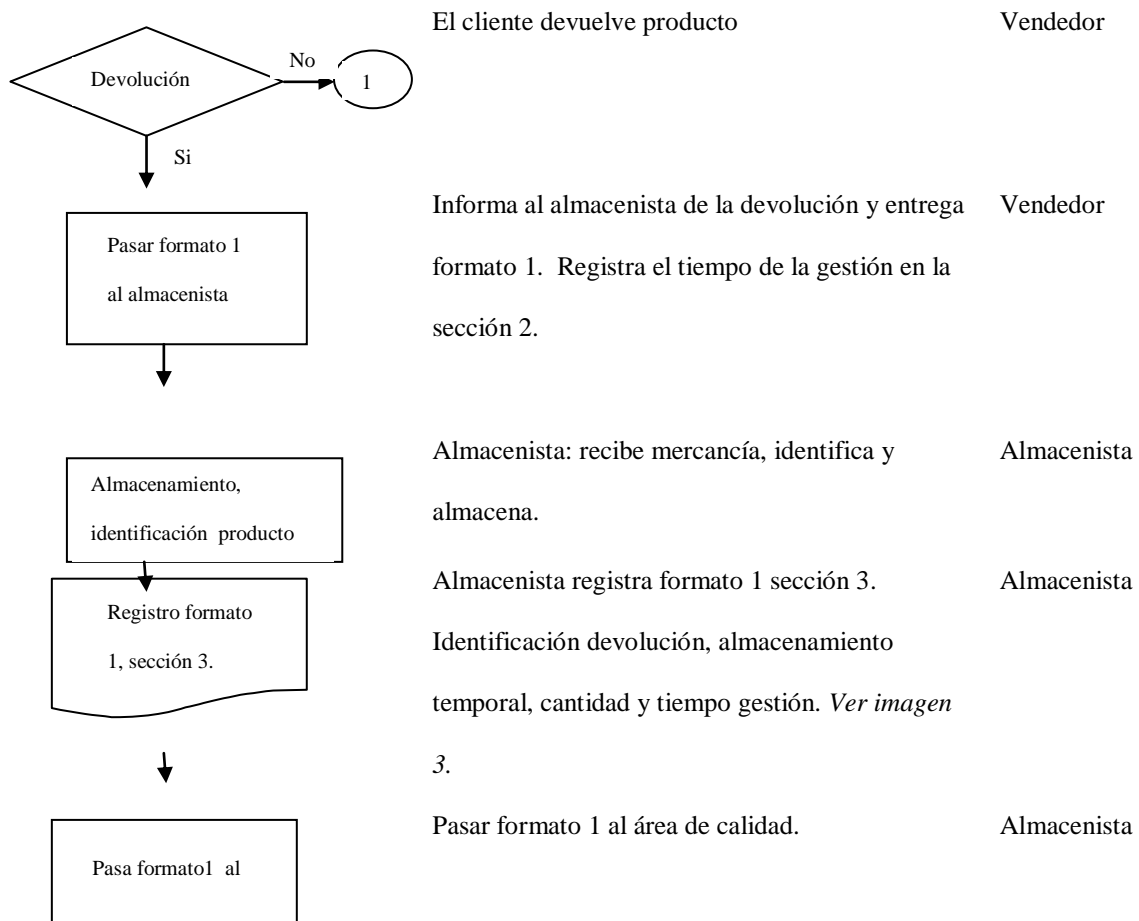 El cliente devuelve producto Vendedor
No
Devolución
1
Si
Informa al almacenista de la devolución y entrega Vendedor
Pasar formato 1
formato 1. Registra el tiempo de la gestión en la
al almacenista
sección 2.
Almacenista: recibe mercancía, identifica y Almacenista
Almacenamiento,
almacena.
identificación producto
Almacenista registra formato 1 sección 3. Almacenista
Registro formato
Identificación devolución, almacenamiento
1, sección 3.
temporal, cantidad y tiempo gestión. Ver imagen
3.
Pasar formato 1 al área de calidad. Almacenista
Pasa formato1 al